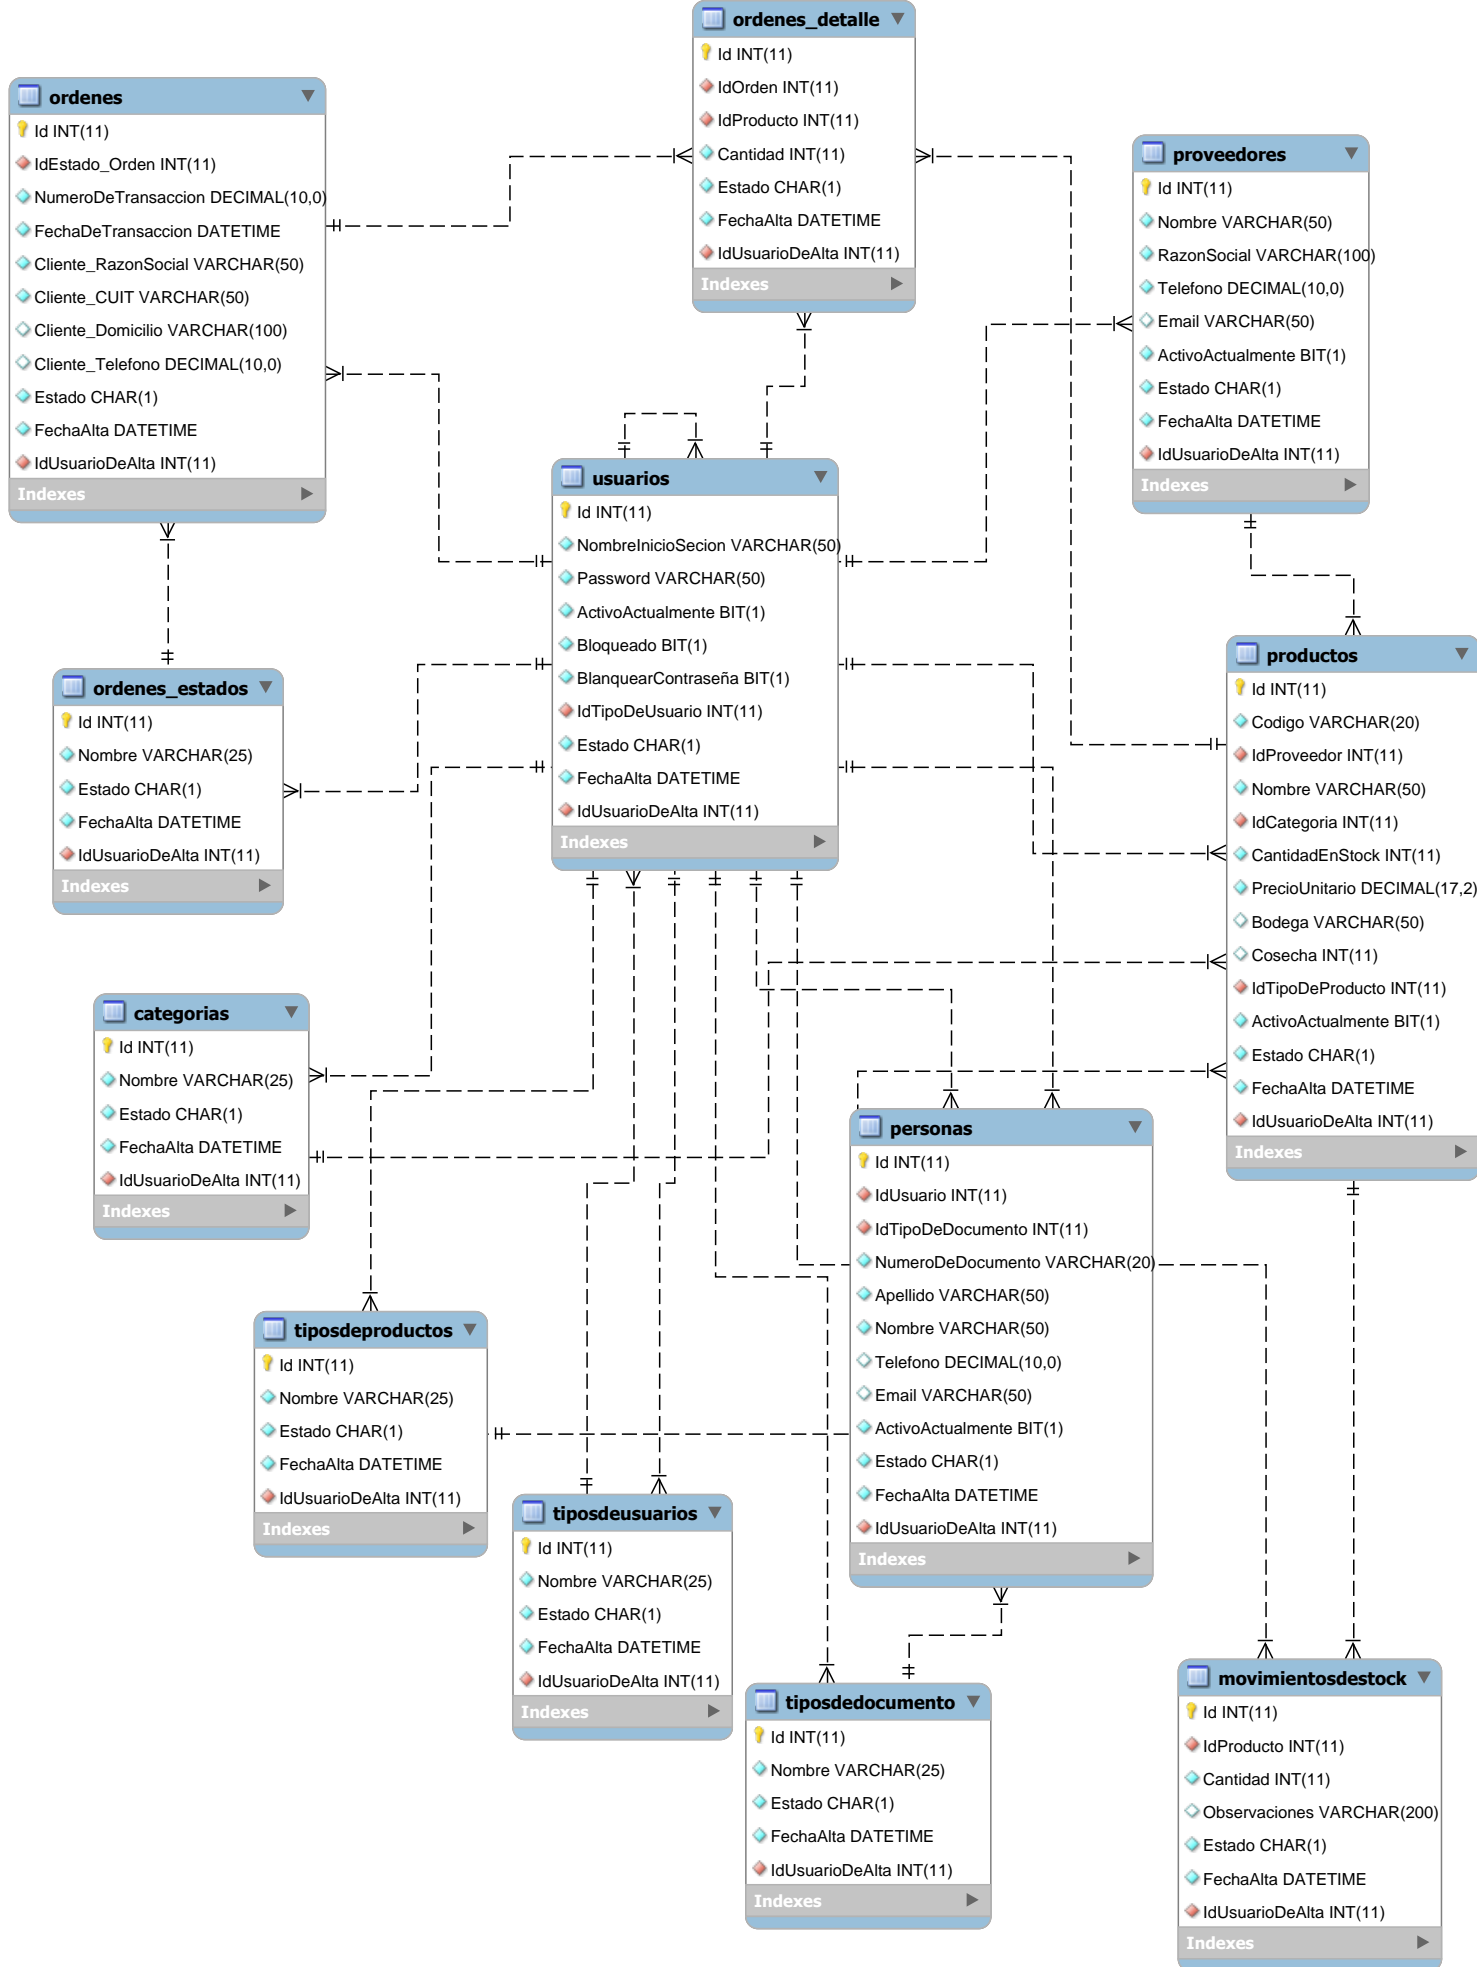 ordenes_detalle
Id INT(11)
IdOrden INT(11)
IdProducto INT(11)
Cantidad INT(11)
Estado CHAR(1)
FechaAlta DATETIME
IdUsuarioDeAlta INT(11)
Indexes
ordenes
Id INT(11)
IdEstado_Orden INT(11)
NumeroDeTransaccion DECIMAL(10,0)
FechaDeTransaccion DATETIME
Cliente_RazonSocial VARCHAR(50)
Cliente_CUIT VARCHAR(50)
Cliente_Domicilio VARCHAR(100)
Cliente_Telefono DECIMAL(10,0)
Estado CHAR(1)
FechaAlta DATETIME
IdUsuarioDeAlta INT(11)
Indexes
proveedores
Id INT(11)
Nombre VARCHAR(50)
RazonSocial VARCHAR(100)
Telefono DECIMAL(10,0)
Email VARCHAR(50)
ActivoActualmente BIT(1)
Estado CHAR(1)
FechaAlta DATETIME
IdUsuarioDeAlta INT(11)
Indexes
usuarios
Id INT(11)
NombreInicioSecion VARCHAR(50)
Password VARCHAR(50)
ActivoActualmente BIT(1)
Bloqueado BIT(1)
BlanquearContraseña BIT(1)
IdTipoDeUsuario INT(11)
Estado CHAR(1)
FechaAlta DATETIME
IdUsuarioDeAlta INT(11)
Indexes
productos
Id INT(11)
Codigo VARCHAR(20)
IdProveedor INT(11)
Nombre VARCHAR(50)
IdCategoria INT(11)
CantidadEnStock INT(11)
PrecioUnitario DECIMAL(17,2)
Bodega VARCHAR(50)
Cosecha INT(11)
IdTipoDeProducto INT(11)
ActivoActualmente BIT(1)
Estado CHAR(1)
FechaAlta DATETIME
IdUsuarioDeAlta INT(11)
Indexes
ordenes_estados
Id INT(11)
Nombre VARCHAR(25)
Estado CHAR(1)
FechaAlta DATETIME
IdUsuarioDeAlta INT(11)
Indexes
categorias
Id INT(11)
Nombre VARCHAR(25)
Estado CHAR(1)
FechaAlta DATETIME
IdUsuarioDeAlta INT(11)
Indexes
personas
Id INT(11)
IdUsuario INT(11)
IdTipoDeDocumento INT(11)
NumeroDeDocumento VARCHAR(20)
Apellido VARCHAR(50)
Nombre VARCHAR(50)
Telefono DECIMAL(10,0)
Email VARCHAR(50)
ActivoActualmente BIT(1)
Estado CHAR(1)
FechaAlta DATETIME
IdUsuarioDeAlta INT(11)
Indexes
tiposdeproductos
Id INT(11)
Nombre VARCHAR(25)
Estado CHAR(1)
FechaAlta DATETIME
IdUsuarioDeAlta INT(11)
Indexes
tiposdeusuarios
Id INT(11)
Nombre VARCHAR(25)
Estado CHAR(1)
FechaAlta DATETIME
IdUsuarioDeAlta INT(11)
Indexes
tiposdedocumento
Id INT(11)
Nombre VARCHAR(25)
Estado CHAR(1)
FechaAlta DATETIME
IdUsuarioDeAlta INT(11)
Indexes
movimientosdestock
Id INT(11)
IdProducto INT(11)
Cantidad INT(11)
Observaciones VARCHAR(200)
Estado CHAR(1)
FechaAlta DATETIME
IdUsuarioDeAlta INT(11)
Indexes